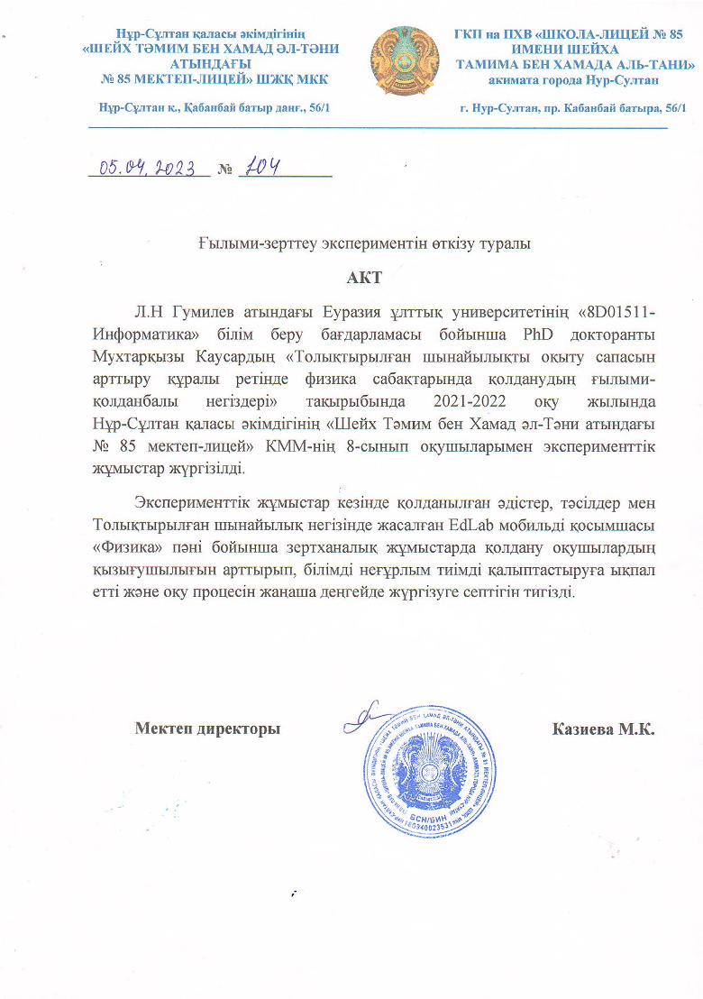 Нұр-Сұлтан қаласы әкімдігінің
«ШЕЙХ ТӘМИМ БЕН ХАМАД ӘЛ-ТӘНИ
АТЫНДАҒЫ
№ 85 МЕКТЕП-ЛИЦЕЙ» ШЖҚ МКК
Нұр-Сұлтан қ., Қабанбай батыр даңғ., 56/1
ГКП на ПХВ «ШКОЛА-ЛИЦЕЙ № 85
ИМЕНИ ШЕЙХА
ТАМИМА БЕН ХАМАДА АЛЬ-ТАНИ»
акимата города Нур-Султан
г. Нур-Султан, пр. Кабанбай батыра, 56/1
05.04.2023 № 104
Ғылыми-зерттеу экспериментін өткізу туралы
АКТ
Л.Н Гумилев атындағы Еуразия ұлттық университетінің «8D01511-
Информатика» білім беру бағдарламасы бойынша PhD докторанты
Мухтарқызы Каусардың «Толықтырылған шынайылықты оқыту сапасын
арттыру құралы ретінде физика сабақтарында қолданудың ғылыми-
қолданбалы негіздері» тақырыбында 2021-2022 оқу жылында
Нұр-Сұлтан қаласы әкімдігінің «Шейх Тәмим бен Хамад әл-Тәни атындағы
№ 85 мектеп-лицей» КММ-нің 8-сынып оқушыларымен эксперименттік
жұмыстар жүргізілді.
Эксперименттік жұмыстар кезінде қолданылған әдістер, тәсілдер мен
Толықтырылған шынайылық негізінде жасалған EdLab мобильді қосымшасы
«Физика» пәні бойынша зертханалық жұмыстарда қолдану оқушылардың
қызығушылығын арттырып, білімді неғұрлым тиімді қалыптастыруға ықпал
етті және оқу процесін жаңаша деңгейде жүргізуге септігін тигізді.
Мектеп директоры
Казиева М.К.
БСН/БИН
180340023531